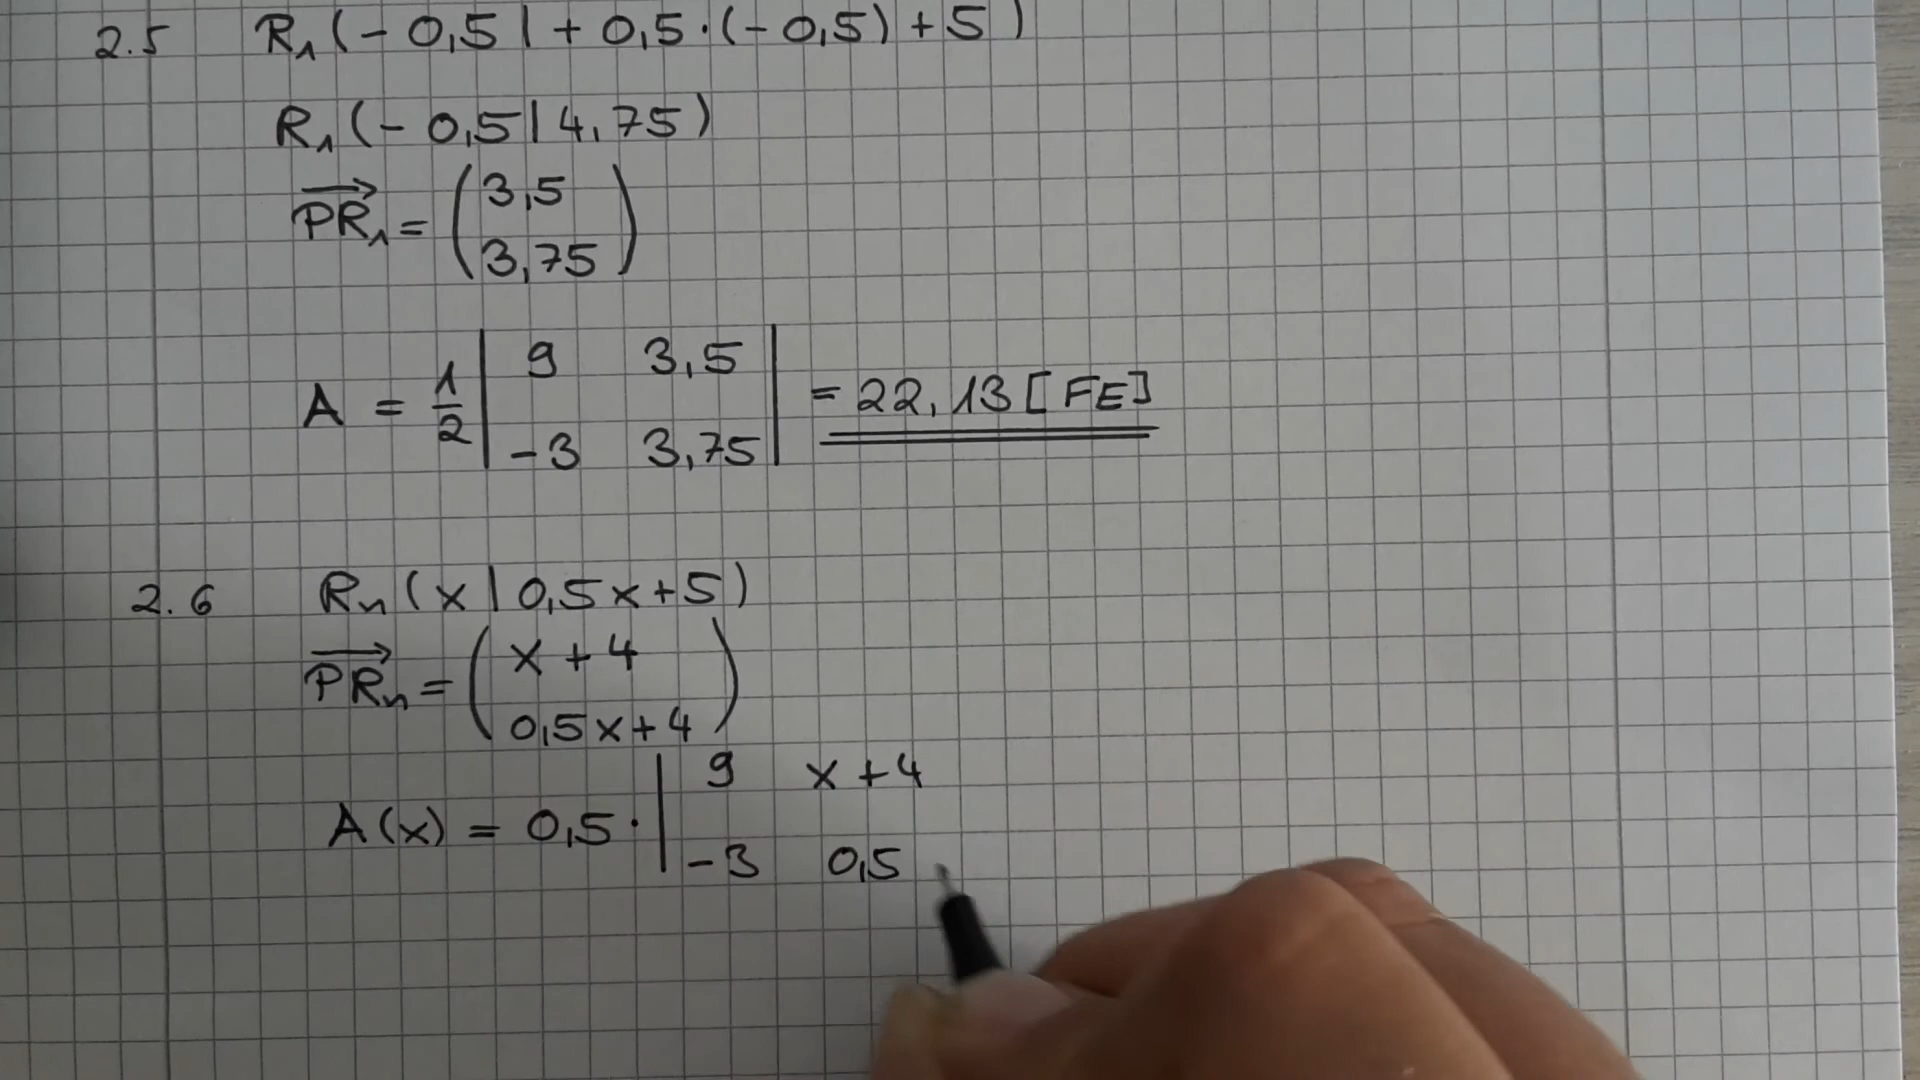 2.5 R₁(-0,5|+0,5·(-0,5)+5)
R₁(-0,5|4,75)
3,5
PR₁=
3,75
9 3,5
A = 1/2 = 22,13 [FE]
-3 3,75
2.6 Rn(x|0,5x+5)
x+4
PRn=
0,5x+4
9 x+4
A(x) = 0,5·
-3 0,5